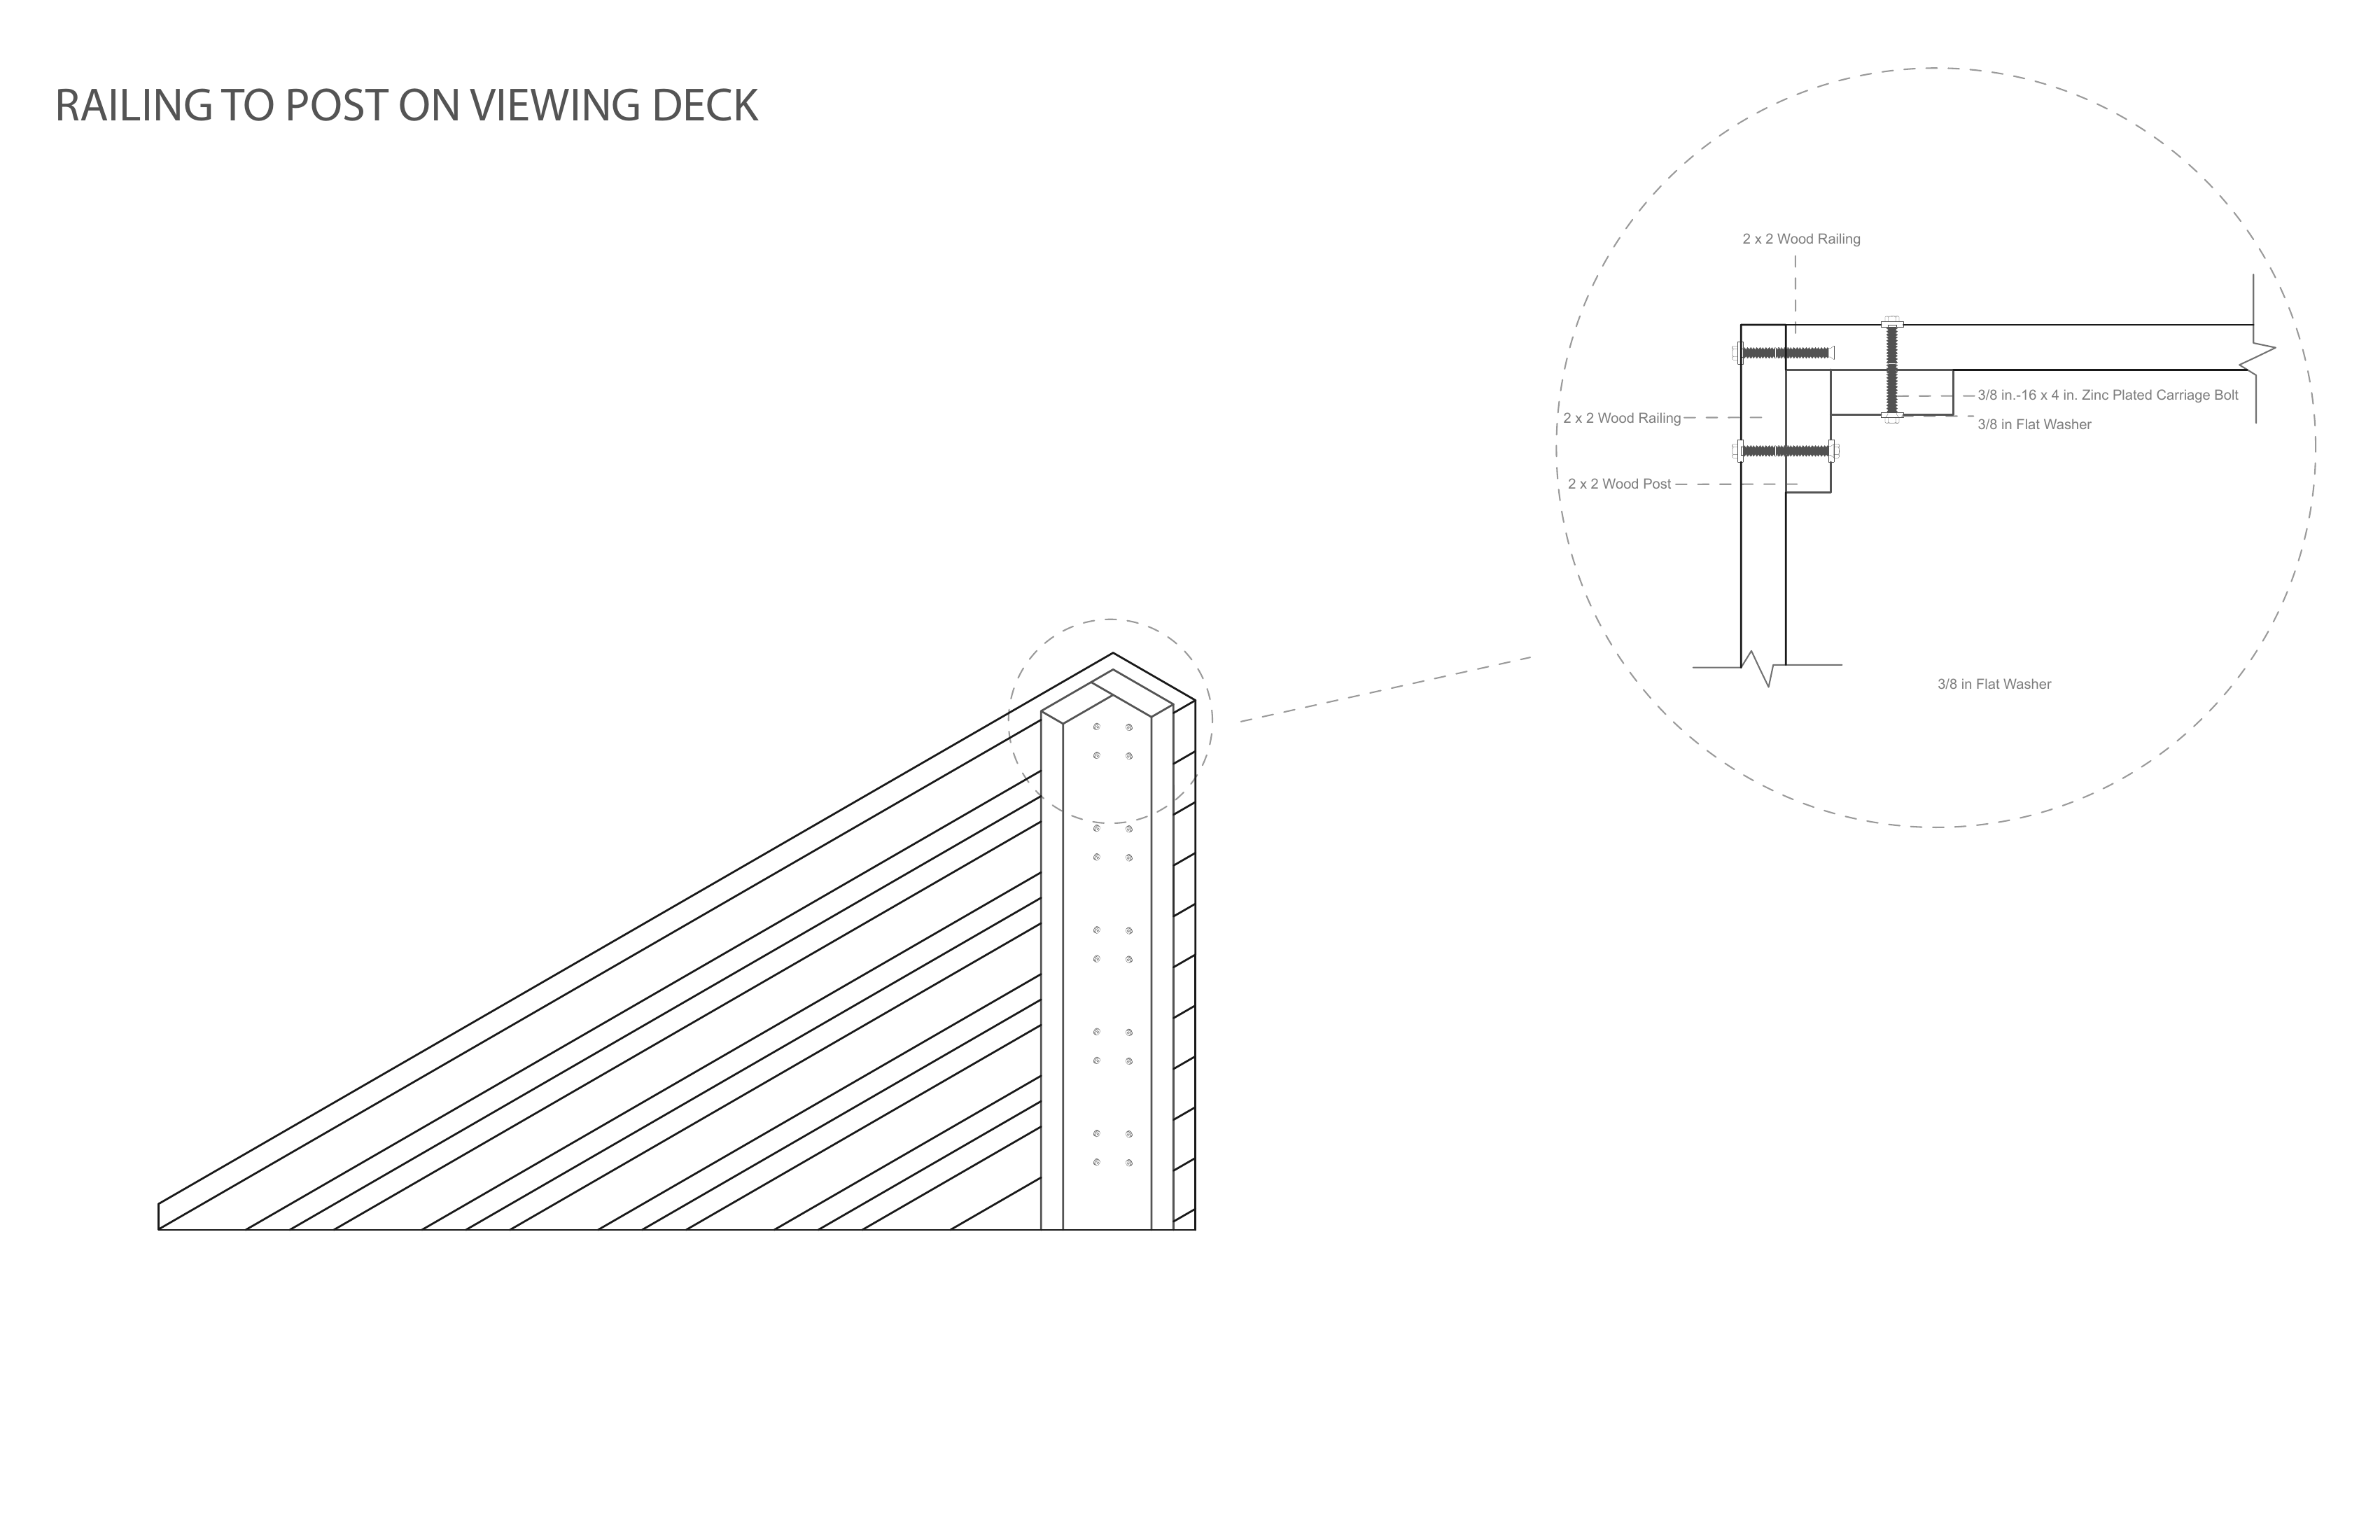 RAILING TO POST ON VIEWING DECK
2 x 2 Wood Railing
3/8 in.-16 x 4 in. Zinc Plated Carriage Bolt
2 x 2 Wood Railing
3/8 in Flat Washer
2 x 2 Wood Post
3/8 in Flat Washer